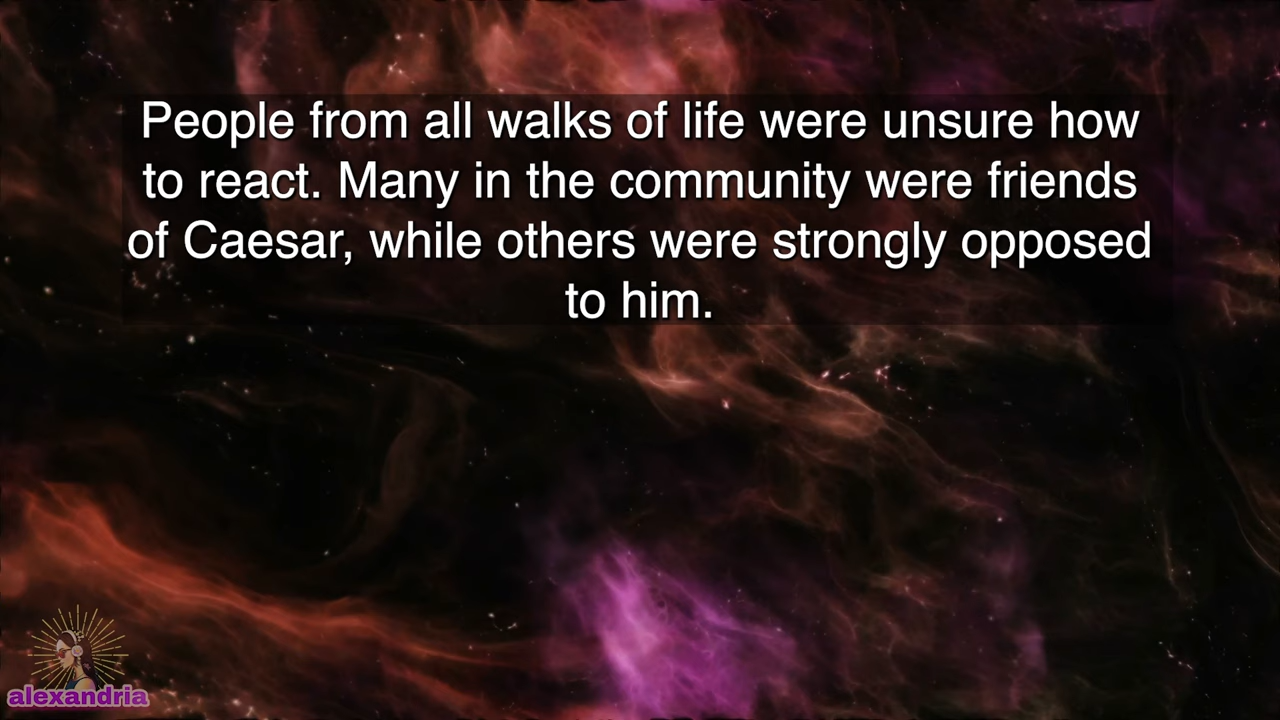 People from all walks of life were unsure how
to react. Many in the community were friends
of Caesar, while others were strongly opposed
to him.
alexandria